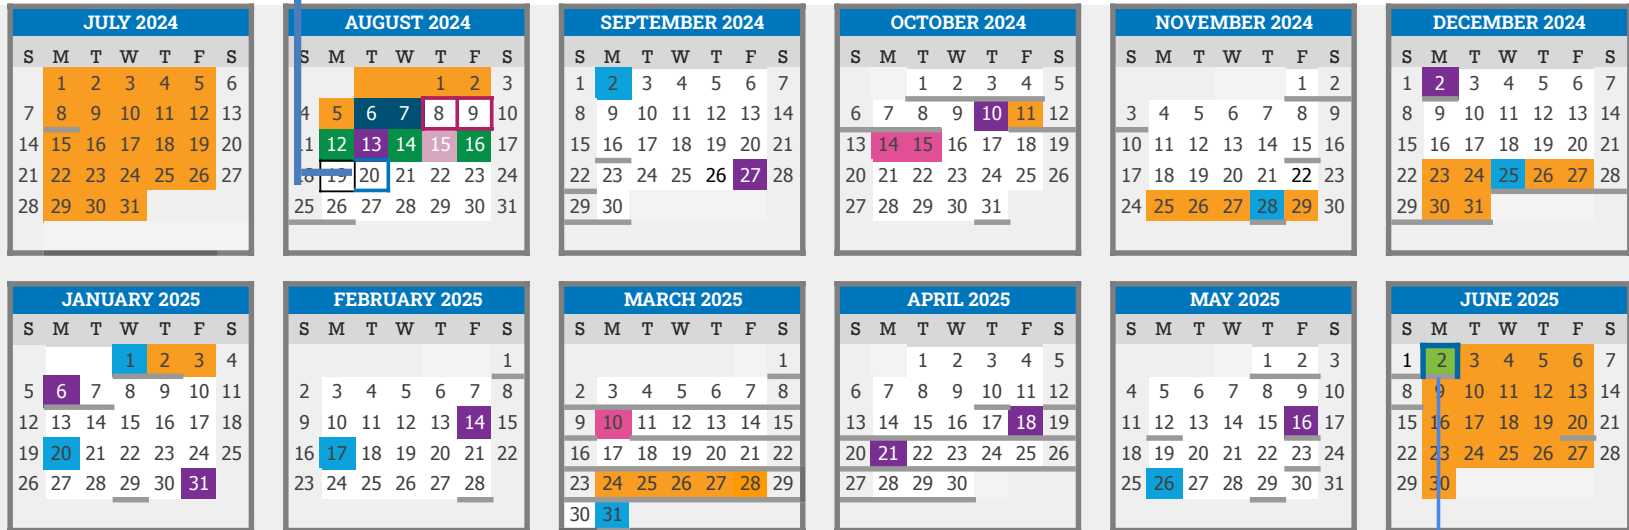 JULY 2024 AUGUST 2024 SEPTEMBER 2024 OCTOBER 2024 NOVEMBER 2024 DECEMBER 2024
S M T W T F S S M T W T F S S M T W T F S S M T W T F S S M T W T F S S M T W T F S
1 2 3 4 5 6 1 2 3 1 2 3 4 5 6 7 1 2 3 4 5 1 2 1 2 3 4 5 6 7
7 8 9 10 11 12 13 4 5 6 7 8 9 10 8 9 10 11 12 13 14 6 7 8 9 10 11 12 3 4 5 6 7 8 9 8 9 10 11 12 13 14
14 15 16 17 18 19 20 11 12 13 14 15 16 17 15 16 17 18 19 20 21 13 14 15 16 17 18 19 10 11 12 13 14 15 16 15 16 17 18 19 20 21
21 22 23 24 25 26 27 18 19 20 21 22 23 24 22 23 24 25 26 27 28 20 21 22 23 24 25 26 17 18 19 20 21 22 23 22 23 24 25 26 27 28
28 29 30 31 25 26 27 28 29 30 31 29 30 27 28 29 30 31 24 25 26 27 28 29 30 29 30 31
JANUARY 2025 FEBRUARY 2025 MARCH 2025 APRIL 2025 MAY 2025 JUNE 2025
S M T W T F S S M T W T F S S M T W T F S S M T W T F S S M T W T F S S M T W T F S
1 2 3 4 1 1 1 2 3 4 5 1 2 3 1 2 3 4 5 6 7
5 6 7 8 9 10 11 2 3 4 5 6 7 8 2 3 4 5 6 7 8 6 7 8 9 10 11 12 4 5 6 7 8 9 10 8 9 10 11 12 13 14
12 13 14 15 16 17 18 9 10 11 12 13 14 15 9 10 11 12 13 14 15 13 14 15 16 17 18 19 11 12 13 14 15 16 17 15 16 17 18 19 20 21
19 20 21 22 23 24 25 16 17 18 19 20 21 22 16 17 18 19 20 21 22 20 21 22 23 24 25 26 18 19 20 21 22 23 24 22 23 24 25 26 27 28
26 27 28 29 30 31 23 24 25 26 27 28 23 24 25 26 27 28 29 27 28 29 30 25 26 27 28 29 30 31 29 30
30 31